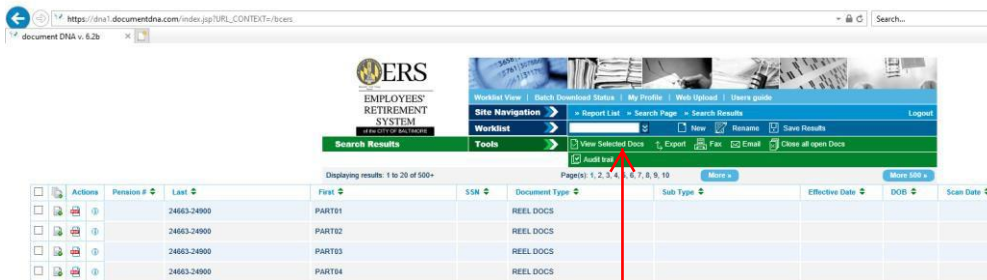 https://dna1.documentdna.com/index.jsp?URL_CONTEXT=/bcers
Search...
document DNA v. 6.2b
ERS
EMPLOYEES'
RETIREMENT
SYSTEM
of the CITY OF BALTIMORE
Worklist View | Batch Download Status | My Profile | Web Upload | Users guide
Site Navigation » Report List » Search Page » Search Results Logout
Worklist New Rename Save Results
Search Results Tools View Selected Docs Export Fax Email Close all open Docs
Audit trail
Displaying results: 1 to 20 of 500+ Page(s): 1, 2, 3, 4, 5, 6, 7, 8, 9, 10 More » More 500 »
Actions Pension # Last First SSN Document Type Sub Type Effective Date DOB Scan Date
24663-24900 PART01 REEL DOCS
24663-24900 PART02 REEL DOCS
24663-24900 PART03 REEL DOCS
24663-24900 PART04 REEL DOCS